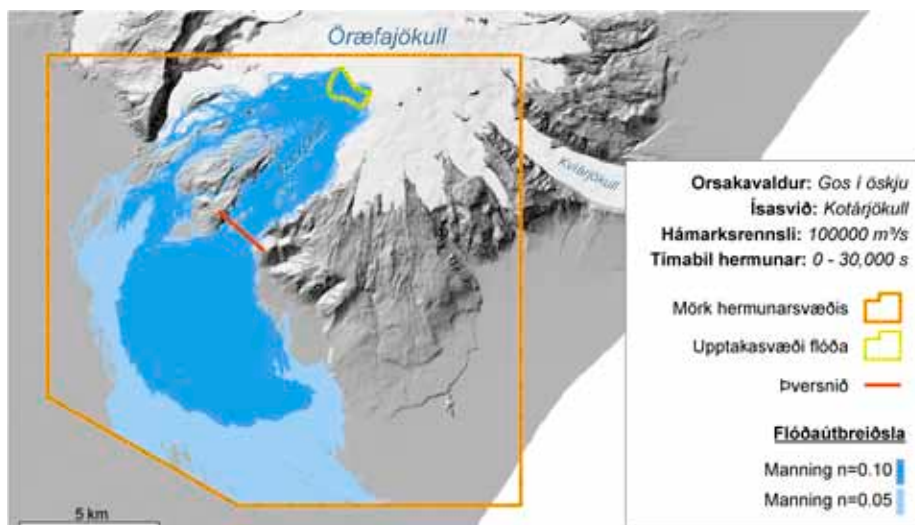 Öræfajökull
Kvíárjökull
Orsakavaldur: Gos í öskju
Ísasvið: Kotárjökull
Hámarksrennsli: 100000 m³/s
Tímabil hermunar: 0 - 30,000 s
Mörk hermunarsvæðis
Upptakasvæði flóða
Þversnið
Flóðaútbreiðsla
Manning n=0.10
Manning n=0.05
5 km